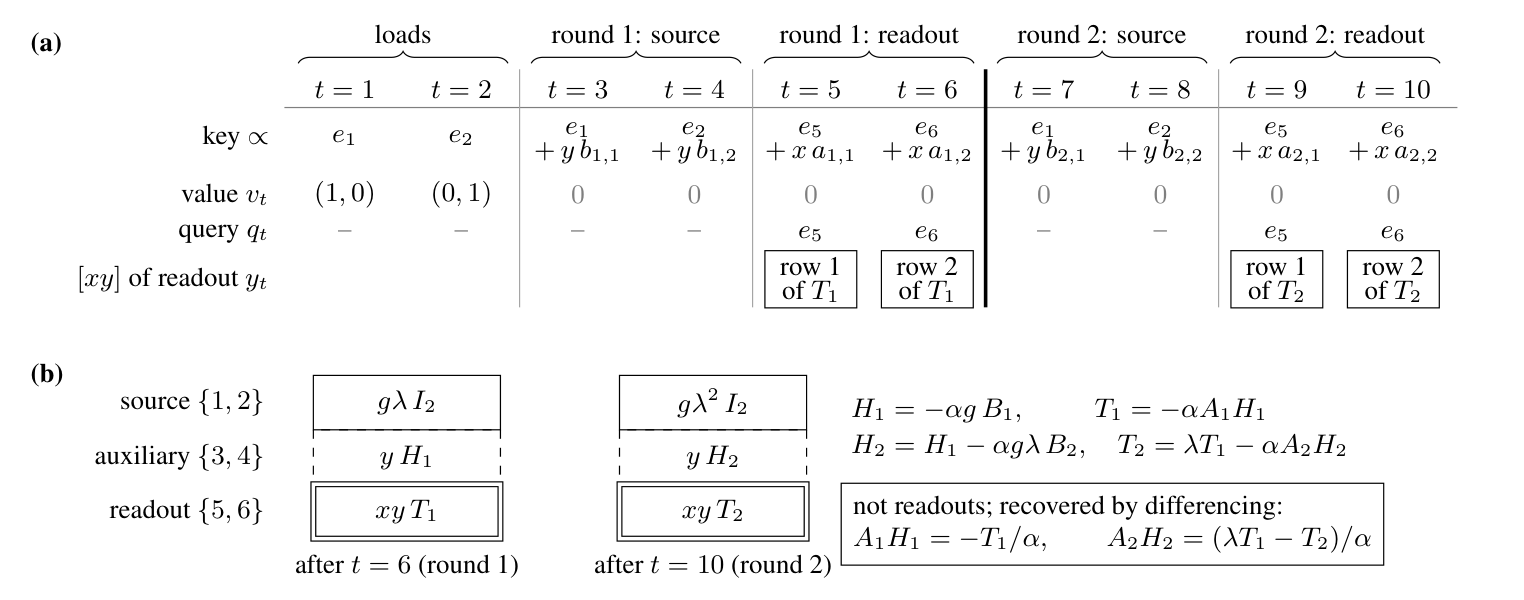 (a)
loads round 1: source round 1: readout round 2: source round 2: readout
t = 1 t = 2 t = 3 t = 4 t = 5 t = 6 t = 7 t = 8 t = 9 t = 10
key ∝ e₁ e₂ e₁ + y b₁,₁ e₂ + y b₁,₂ e₅ + x a₁,₁ e₆ + x a₁,₂ e₁ + y b₂,₁ e₂ + y b₂,₂ e₅ + x a₂,₁ e₆ + x a₂,₂
value vₜ (1, 0) (0, 1) 0 0 0 0 0 0 0 0
query qₜ – – – – e₅ e₆ – – e₅ e₆
[xy] of readout yₜ row 1 of T₁ row 2 of T₁ row 1 of T₂ row 2 of T₂
(b)
source {1, 2} gλ I₂ gλ² I₂
auxiliary {3, 4} y H₁ y H₂
readout {5, 6} xy T₁ xy T₂
after t = 6 (round 1) after t = 10 (round 2)
H₁ = −αg B₁, T₁ = −αA₁H₁
H₂ = H₁ − αgλ B₂, T₂ = λT₁ − αA₂H₂
not readouts; recovered by differencing:
A₁H₁ = −T₁/α, A₂H₂ = (λT₁ − T₂)/α